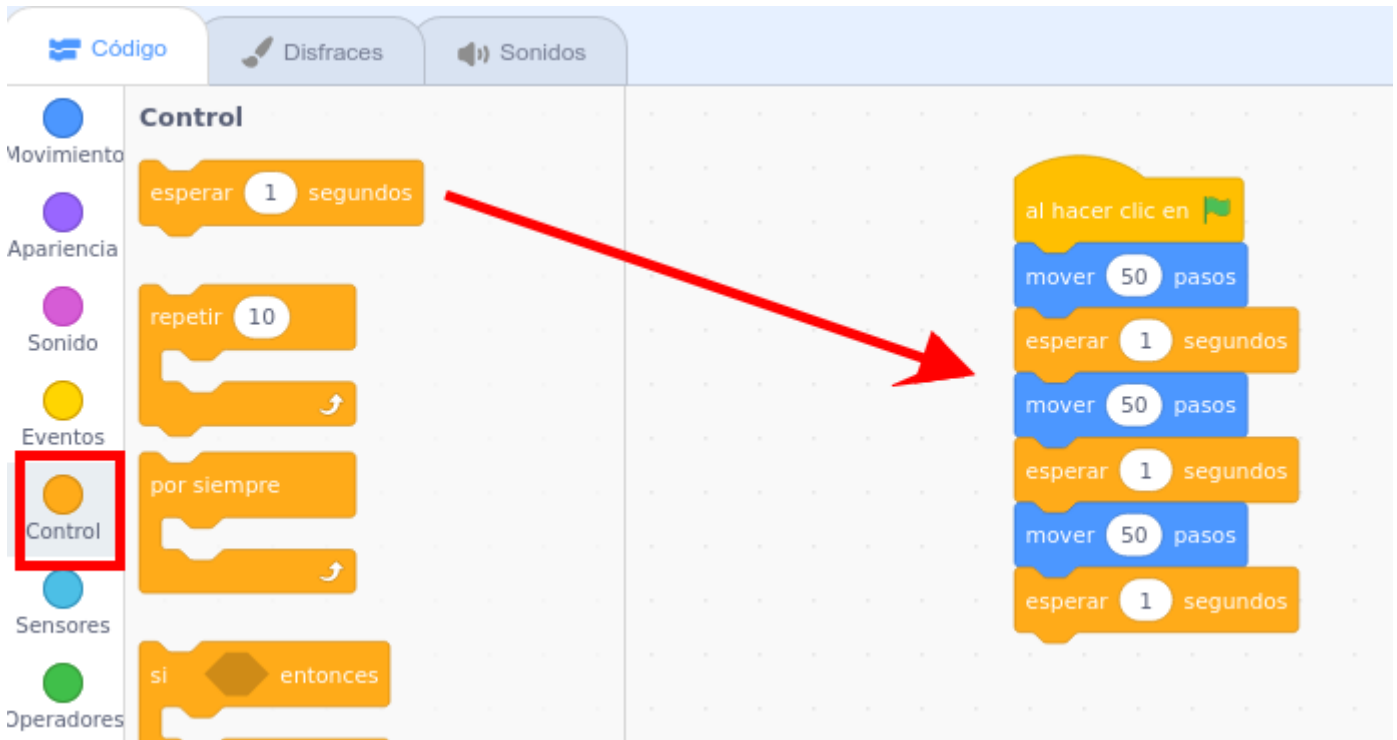 Código
Disfraces
Sonidos
Movimiento
Apariencia
Sonido
Eventos
Control
Sensores
Operadores
Control
esperar 1 segundos
repetir 10
por siempre
si entonces
al hacer clic en
mover 50 pasos
esperar 1 segundos
mover 50 pasos
esperar 1 segundos
mover 50 pasos
esperar 1 segundos